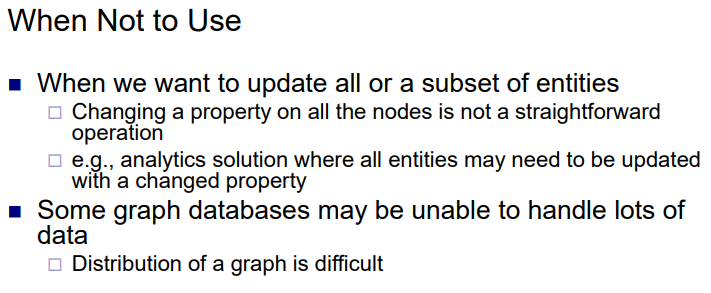 When Not to Use
When we want to update all or a subset of entities
Changing a property on all the nodes is not a straightforward
operation
e.g., analytics solution where all entities may need to be updated
with a changed property
Some graph databases may be unable to handle lots of
data
Distribution of a graph is difficult